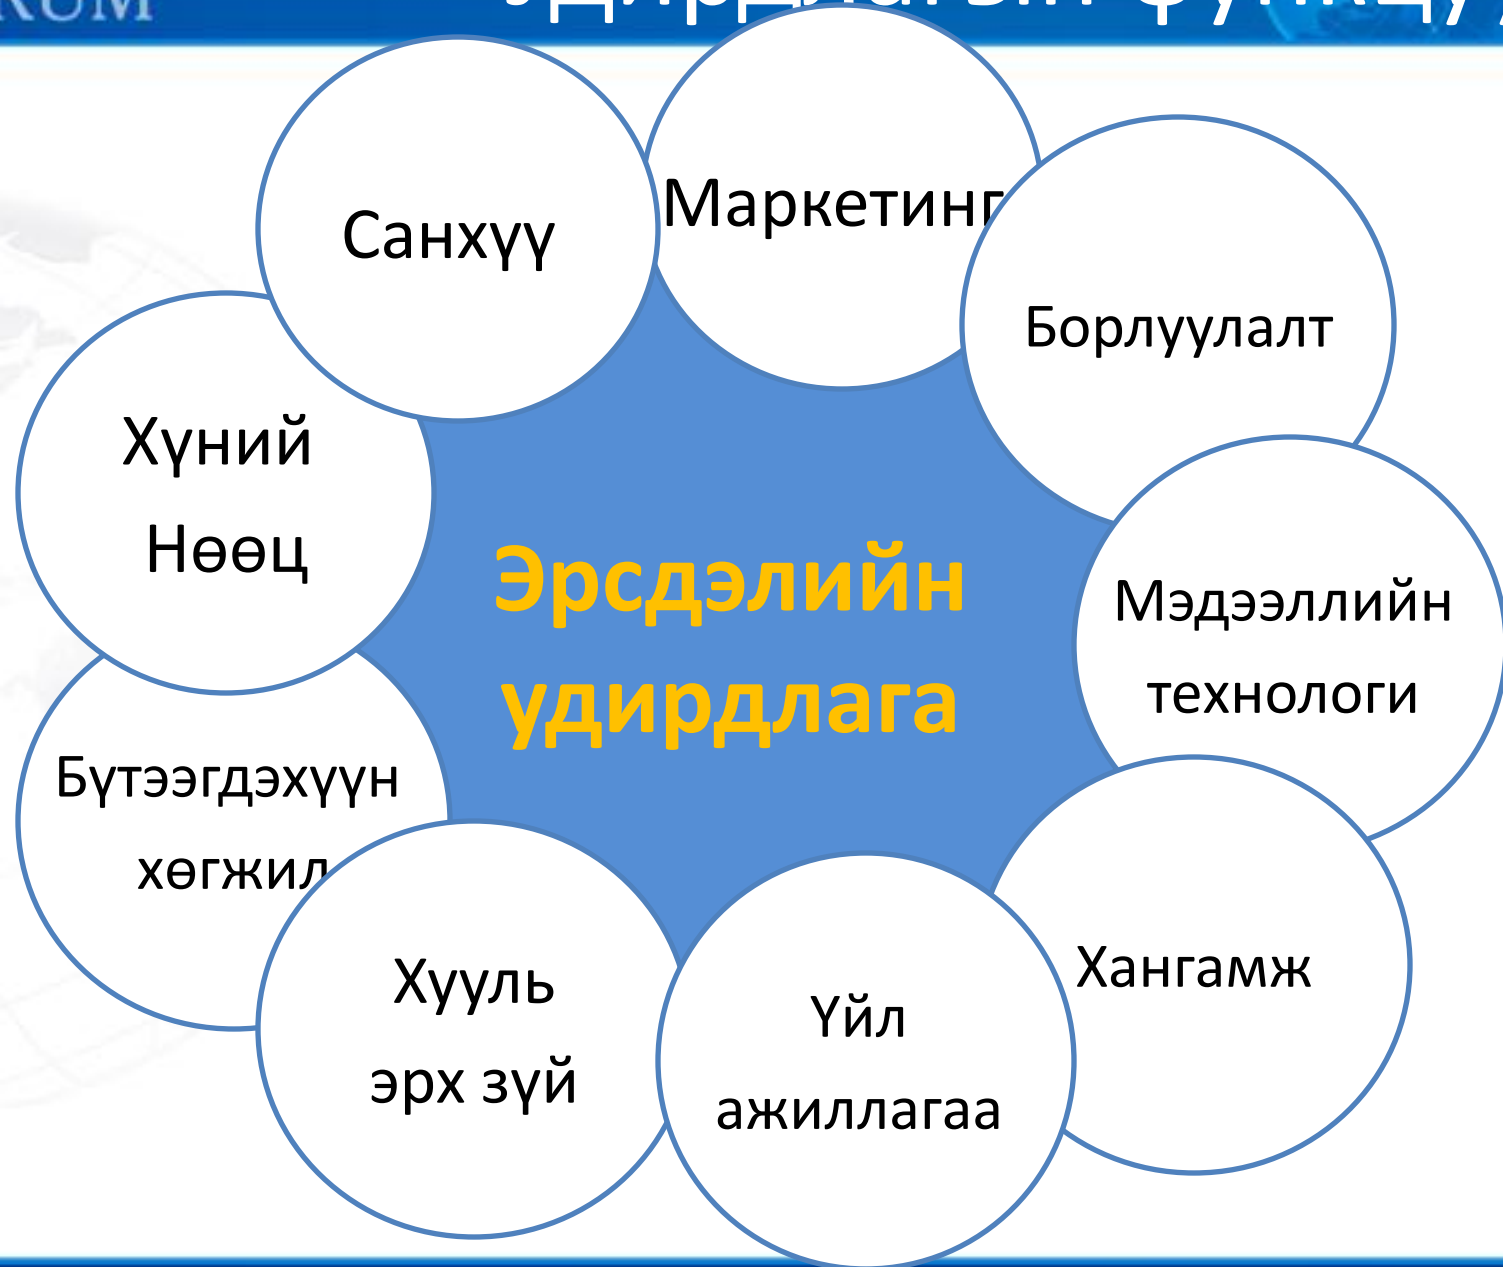 Санхүү
Маркетинг
Борлуулалт
Хүний
Нөөц
Эрсдэлийн
удирдлага
Мэдээллийн
технологи
Бүтээгдэхүүн
хөгжил
Хууль
эрх зүй
Үйл
ажиллагаа
Хангамж